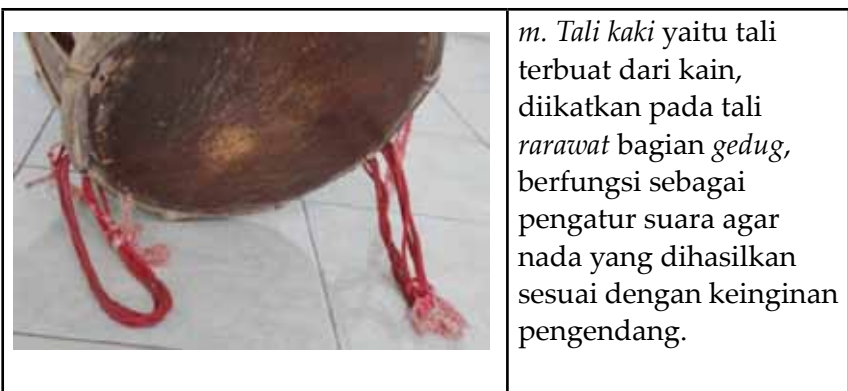 m. Tali kaki yaitu tali
terbuat dari kain,
diikatkan pada tali
rarawat bagian gedug,
berfungsi sebagai
pengatur suara agar
nada yang dihasilkan
sesuai dengan keinginan
pengendang.